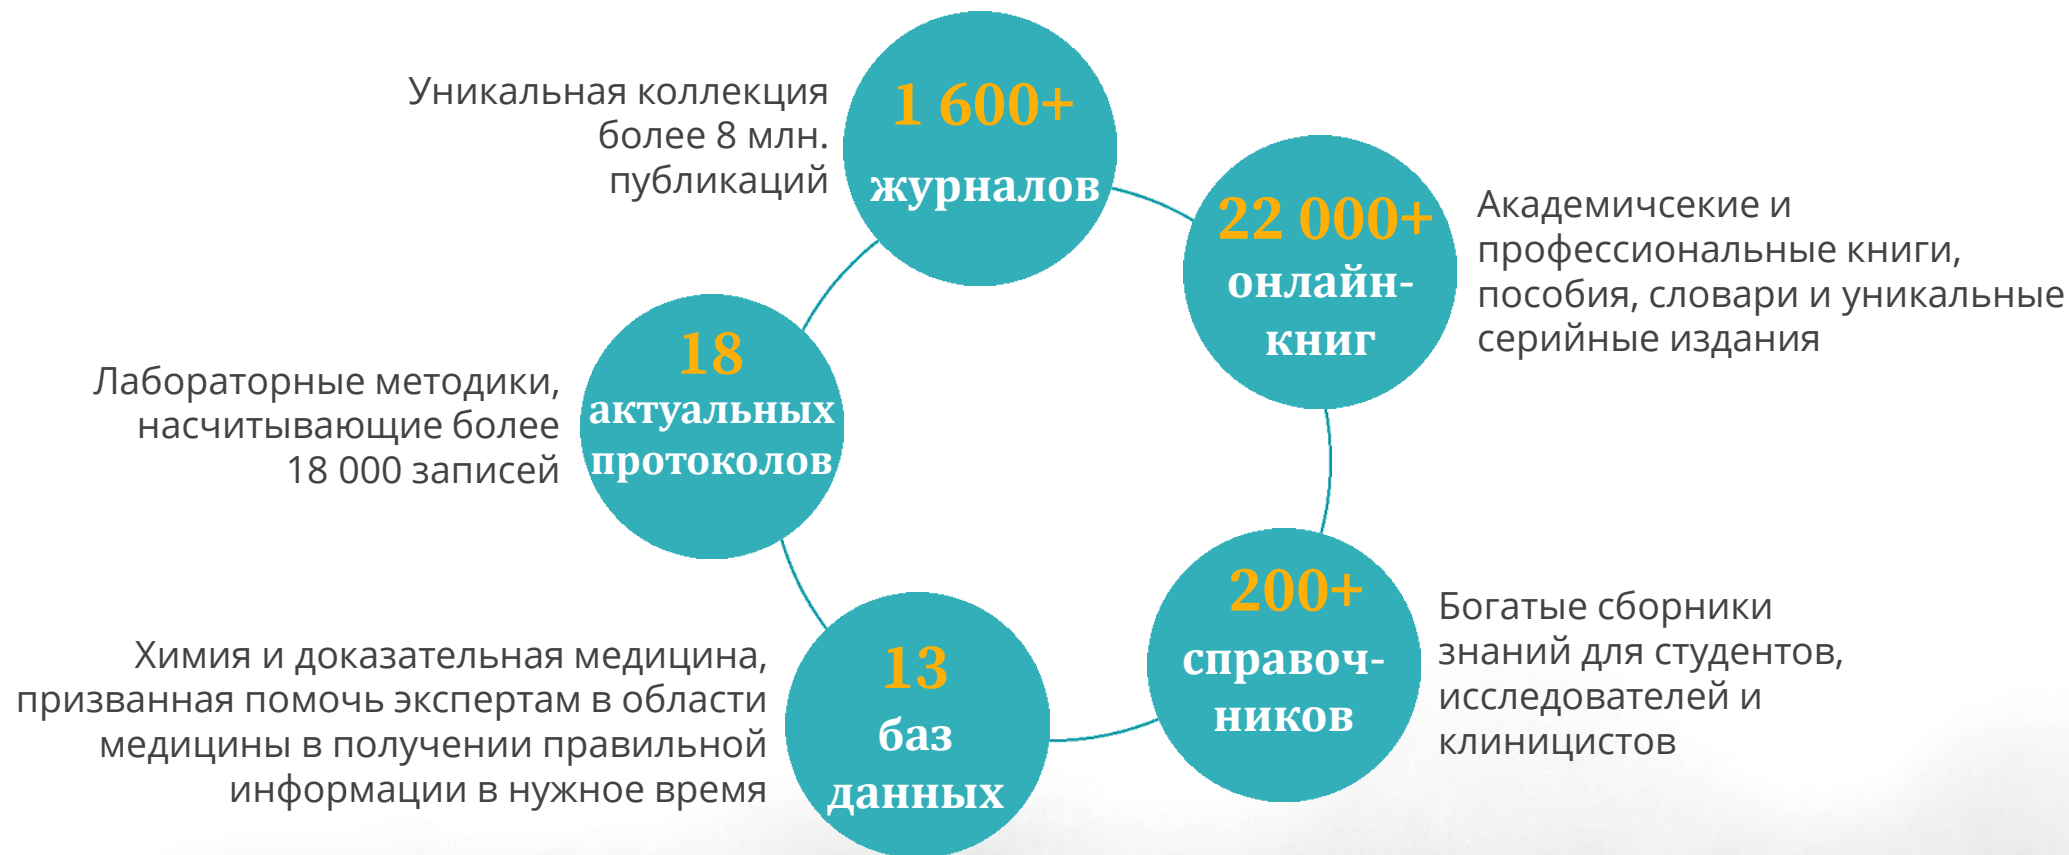 Уникальная коллекция
более 8 млн.
публикаций
1 600+
журналов
22 000+
онлайн-
книг
Академичсекие и
профессиональные книги,
пособия, словари и уникальные
серийные издания
Лабораторные методики,
насчитывающие более
18 000 записей
18
актуальных
протоколов
200+
справоч-
ников
Богатые сборники
знаний для студентов,
исследователей и
клиницистов
Химия и доказательная медицина,
призванная помочь экспертам в области
медицины в получении правильной
информации в нужное время
13
баз
данных